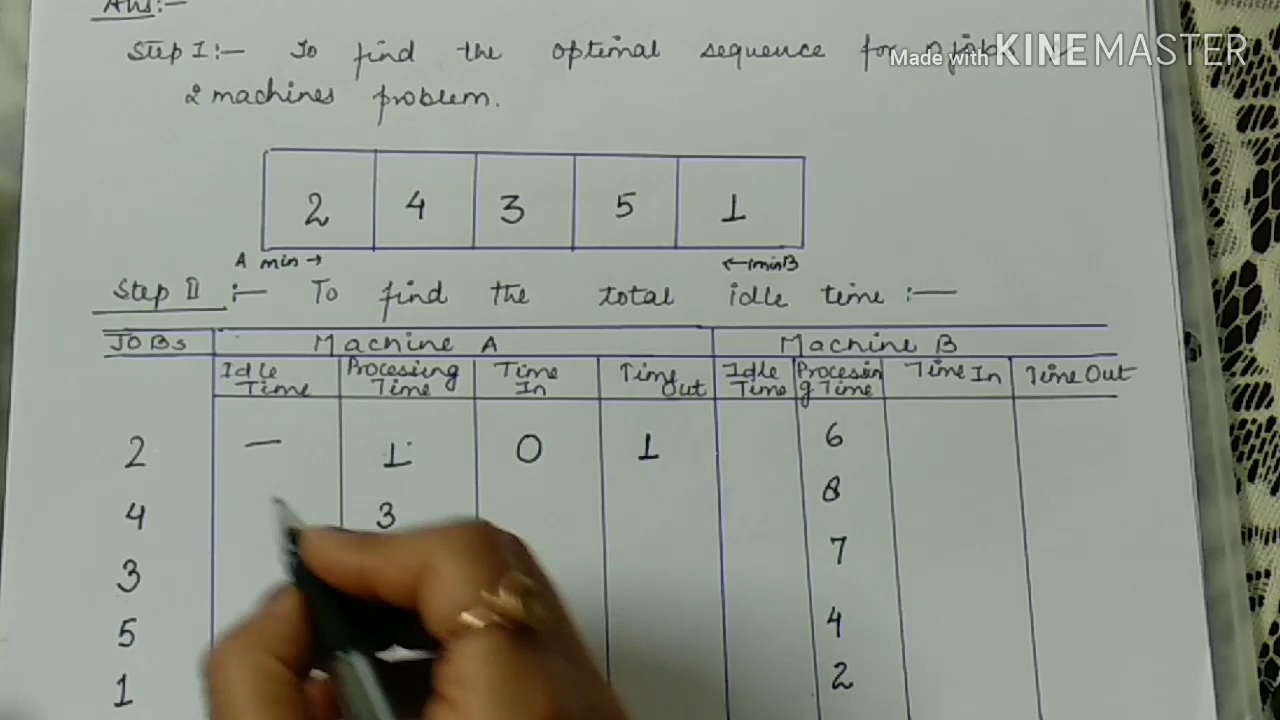 Ans:-
Step I :- To find the optimal sequence for n jobs
2 machines problem.
Made with KINEMASTER
2 4 3 5 1
A min → ← min B
Step II :- To find the total idle time :-
JOBs Machine A Machine B
Idle Time Processing Time Time In Time Out Idle Time Procesing Time Time In Time Out
2 — 1 0 1 6
4 3 8
3 7
5 4
1 2